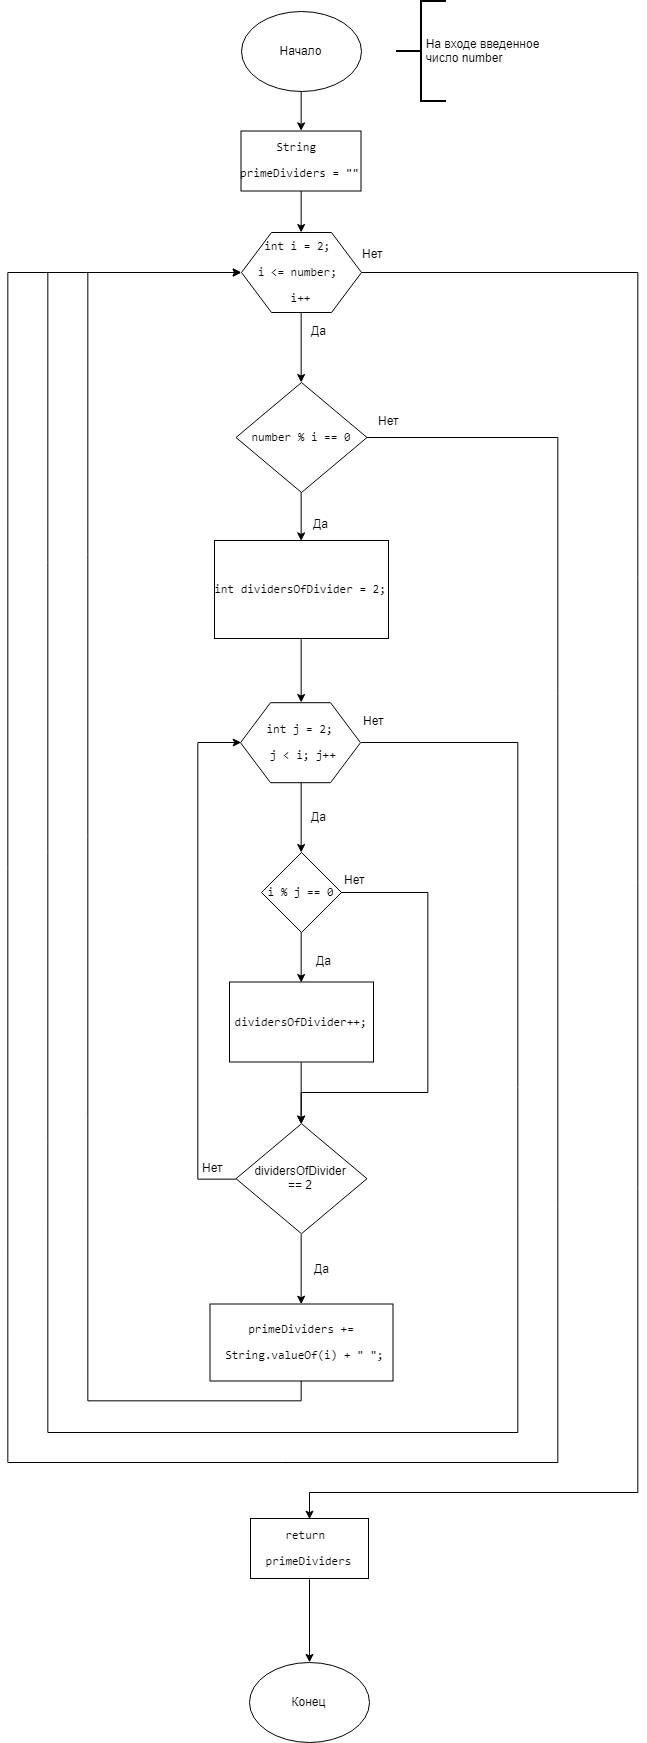 Начало
На входе введенное
число number
String
primeDividers = ""
int i = 2;
i <= number;
i++
Нет
Да
number % i == 0
Нет
Да
int dividersOfDivider = 2;
int j = 2;
j < i; j++
Нет
Да
i % j == 0
Нет
Да
dividersOfDivider++;
dividersOfDivider
== 2
Нет
Да
primeDividers +=
String.valueOf(i) + " ";
return
primeDividers
Конец